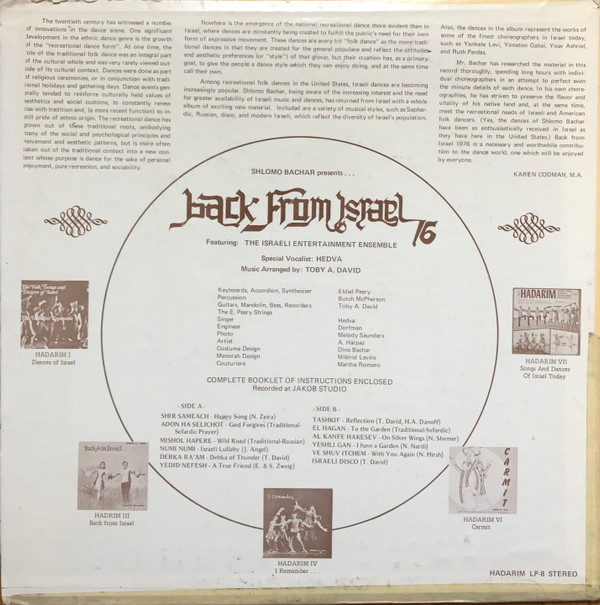 The twentieth century has witnessed a numbe
of innovations in the dance scene. One significant
development in the ethnic dance genre is the growth
of the "recreational dance form". At one time, the
role of the folk dance was an integral part
of the cultural whole and was very rarely viewed out-
side of its cultural context. Dances were done as part
of religious ceremonies, or in conjunction with tradi-
tional holidays and gathering days. Dance events gen-
erally tended to reinforce culturally held values of
aesthetics and social customs, to constantly renew
ties with tradition and, (a more recent function) to in-
still pride of ethnic origin. The recreational dance has
grown out of these traditional roots, embodying
many of the social and psychological principles and
movement and aesthetic patterns, but is more often
taken out of the traditional context into a new con-
text whose purpose is dance for the sake of personal
enjoyment, pure recreation, and sociability.
Nowhere is the emergence of the national recreational dance more evident than in
Israel, where dances are constantly being created to fulfill the public's need for their own
form of expressive movement. These dances are every bit "folk dance" as the more tradi-
tional dances in that they are created for the general populace and reflect the attitudes
and aesthetic preferences (or "style") of that group, but their creation has, as a primary
goal, to give the people a dance style which they can enjoy doing, and at the same time
call their own.
Among recreational folk dances in the United States, Israeli dances are becoming
increasingly popular. Shlomo Bachar, being aware of the increasing interest and the need
for greater availability of Israeli music and dances, has returned from Israel with a whole
album of exciting new material. Included are a variety of musical styles, such as Sephar-
dic, Russian, disco, and modern Israeli, which reflect the diversity of Israel's population.
Also, the dances in the album represent the works of
some of the finest choreographers in Israel today,
such as Yankele Levi, Yonaton Gabai, Yoav Ashriel,
and Ruth Pardes.
Mr. Bachar has researched the material in this
record thoroughly, spending long hours with indivi-
dual choreographers in an attempt to perfect even
the minute details of each dance. In his own chore-
ographies, he has striven to preserve the flavor and
vitality of his native land and, at the same time,
meet the recreational needs of Israeli and American
folk dancers. (Yes, the dances of Shlomo Bachar
have been as enthusiastically received in Israel as
they have here in the United States.) Back from
Israel 1976 is a necessary and worthwhile contribu-
tion to the dance world, one which will be enjoyed
by everyone.
KAREN CODMAN, M.A.
SHLOMO BACHAR presents . . .
back From Israel 76
Featuring: THE ISRAELI ENTERTAINMENT ENSEMBLE
Special Vocalist: HEDVA
Music Arranged by: TOBY A. DAVID
Keyboards, Accordion, Synthesiser Eldad Peery
Percussion Butch McPherson
Guitars, Mandolin, Bass, Recorders Toby A. David
The E. Peery Strings
Singer Hedva
Engineer Dorfman
Photo Melody Saunders
Artist A. Harpaz
Costume Design Dina Bachar
Menorah Design Mildrid Levins
Couturiere Martha Romero
COMPLETE BOOKLET OF INSTRUCTIONS ENCLOSED
Recorded at JAKOB STUDIO
- SIDE A -
SHIR SAMEACH - Happy Song (N. Zeira)
ADON HA SELICHOT - God Forgives (Traditional-
Sefardic Prayer)
MISHOL HAPERE - Wild Road (Traditional-Russian)
NUMI NUMI - Israeli Lullaby (J. Angel)
DEBKA RA'AM - Debka of Thunder (T. David)
YEDID NEFESH - A True Friend (E. & S. Zweig)
- SIDE B -
TASHKIF - Reflection (T. David, H.A. Danoff)
EL HAGAN - To the Garden (Traditional-Sefardic)
AL KANFE HAKESEV - On Silver Wings (N. Shemer)
YESHLI GAN - I have a Garden (N. Nardi)
VE SHUV ITCHEM - With You Again (N. Hirsh)
ISRAELI DISCO (T. David)
HADARIM I
Dances of Israel
HADARIM VII
Songs And Dances
Of Israel Today
HADRIM III
Back from Israel
HADARIM IV
I Remember . . .
CARMIT
HADARIM VI
Carmit
HADARIM
HADARIM LP-8 STEREO